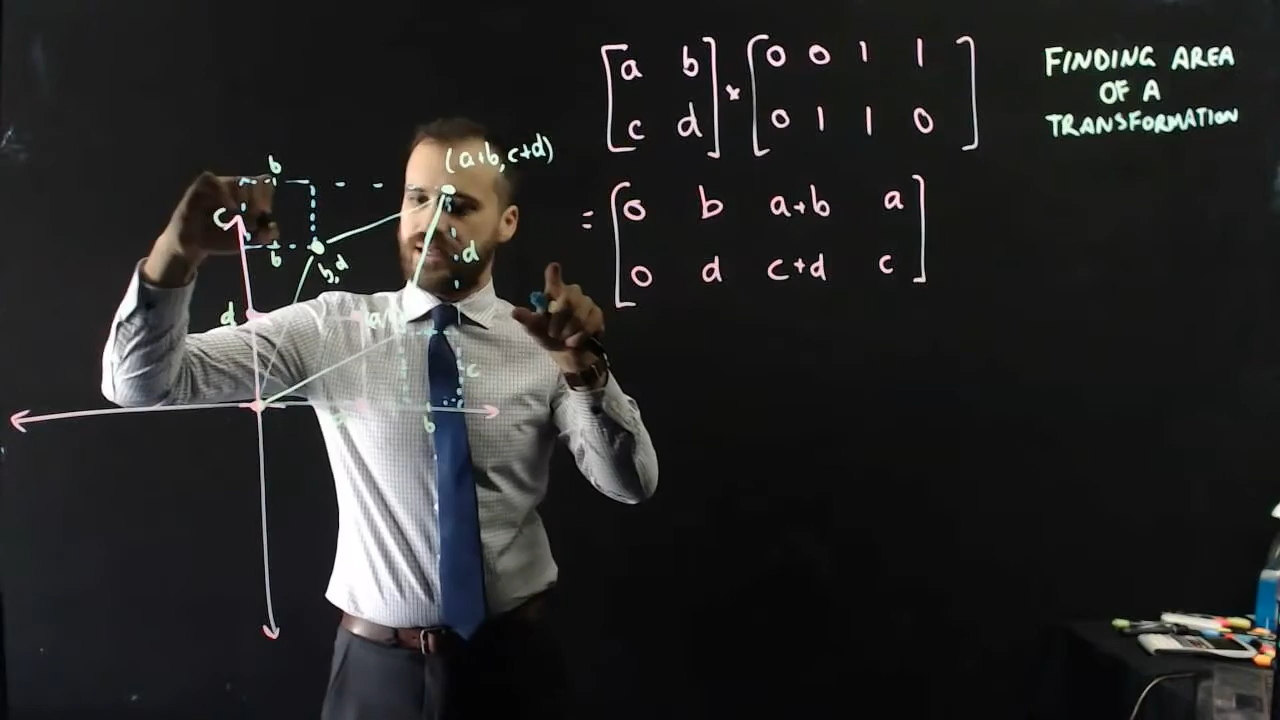 [a b
c d] × [0 0 1 1
0 1 1 0]
= [0 b a+b a
0 d c+d c]
FINDING AREA
OF A
TRANSFORMATION
(a+b, c+d)
b
c
b
b,d
d
d
a
c
b